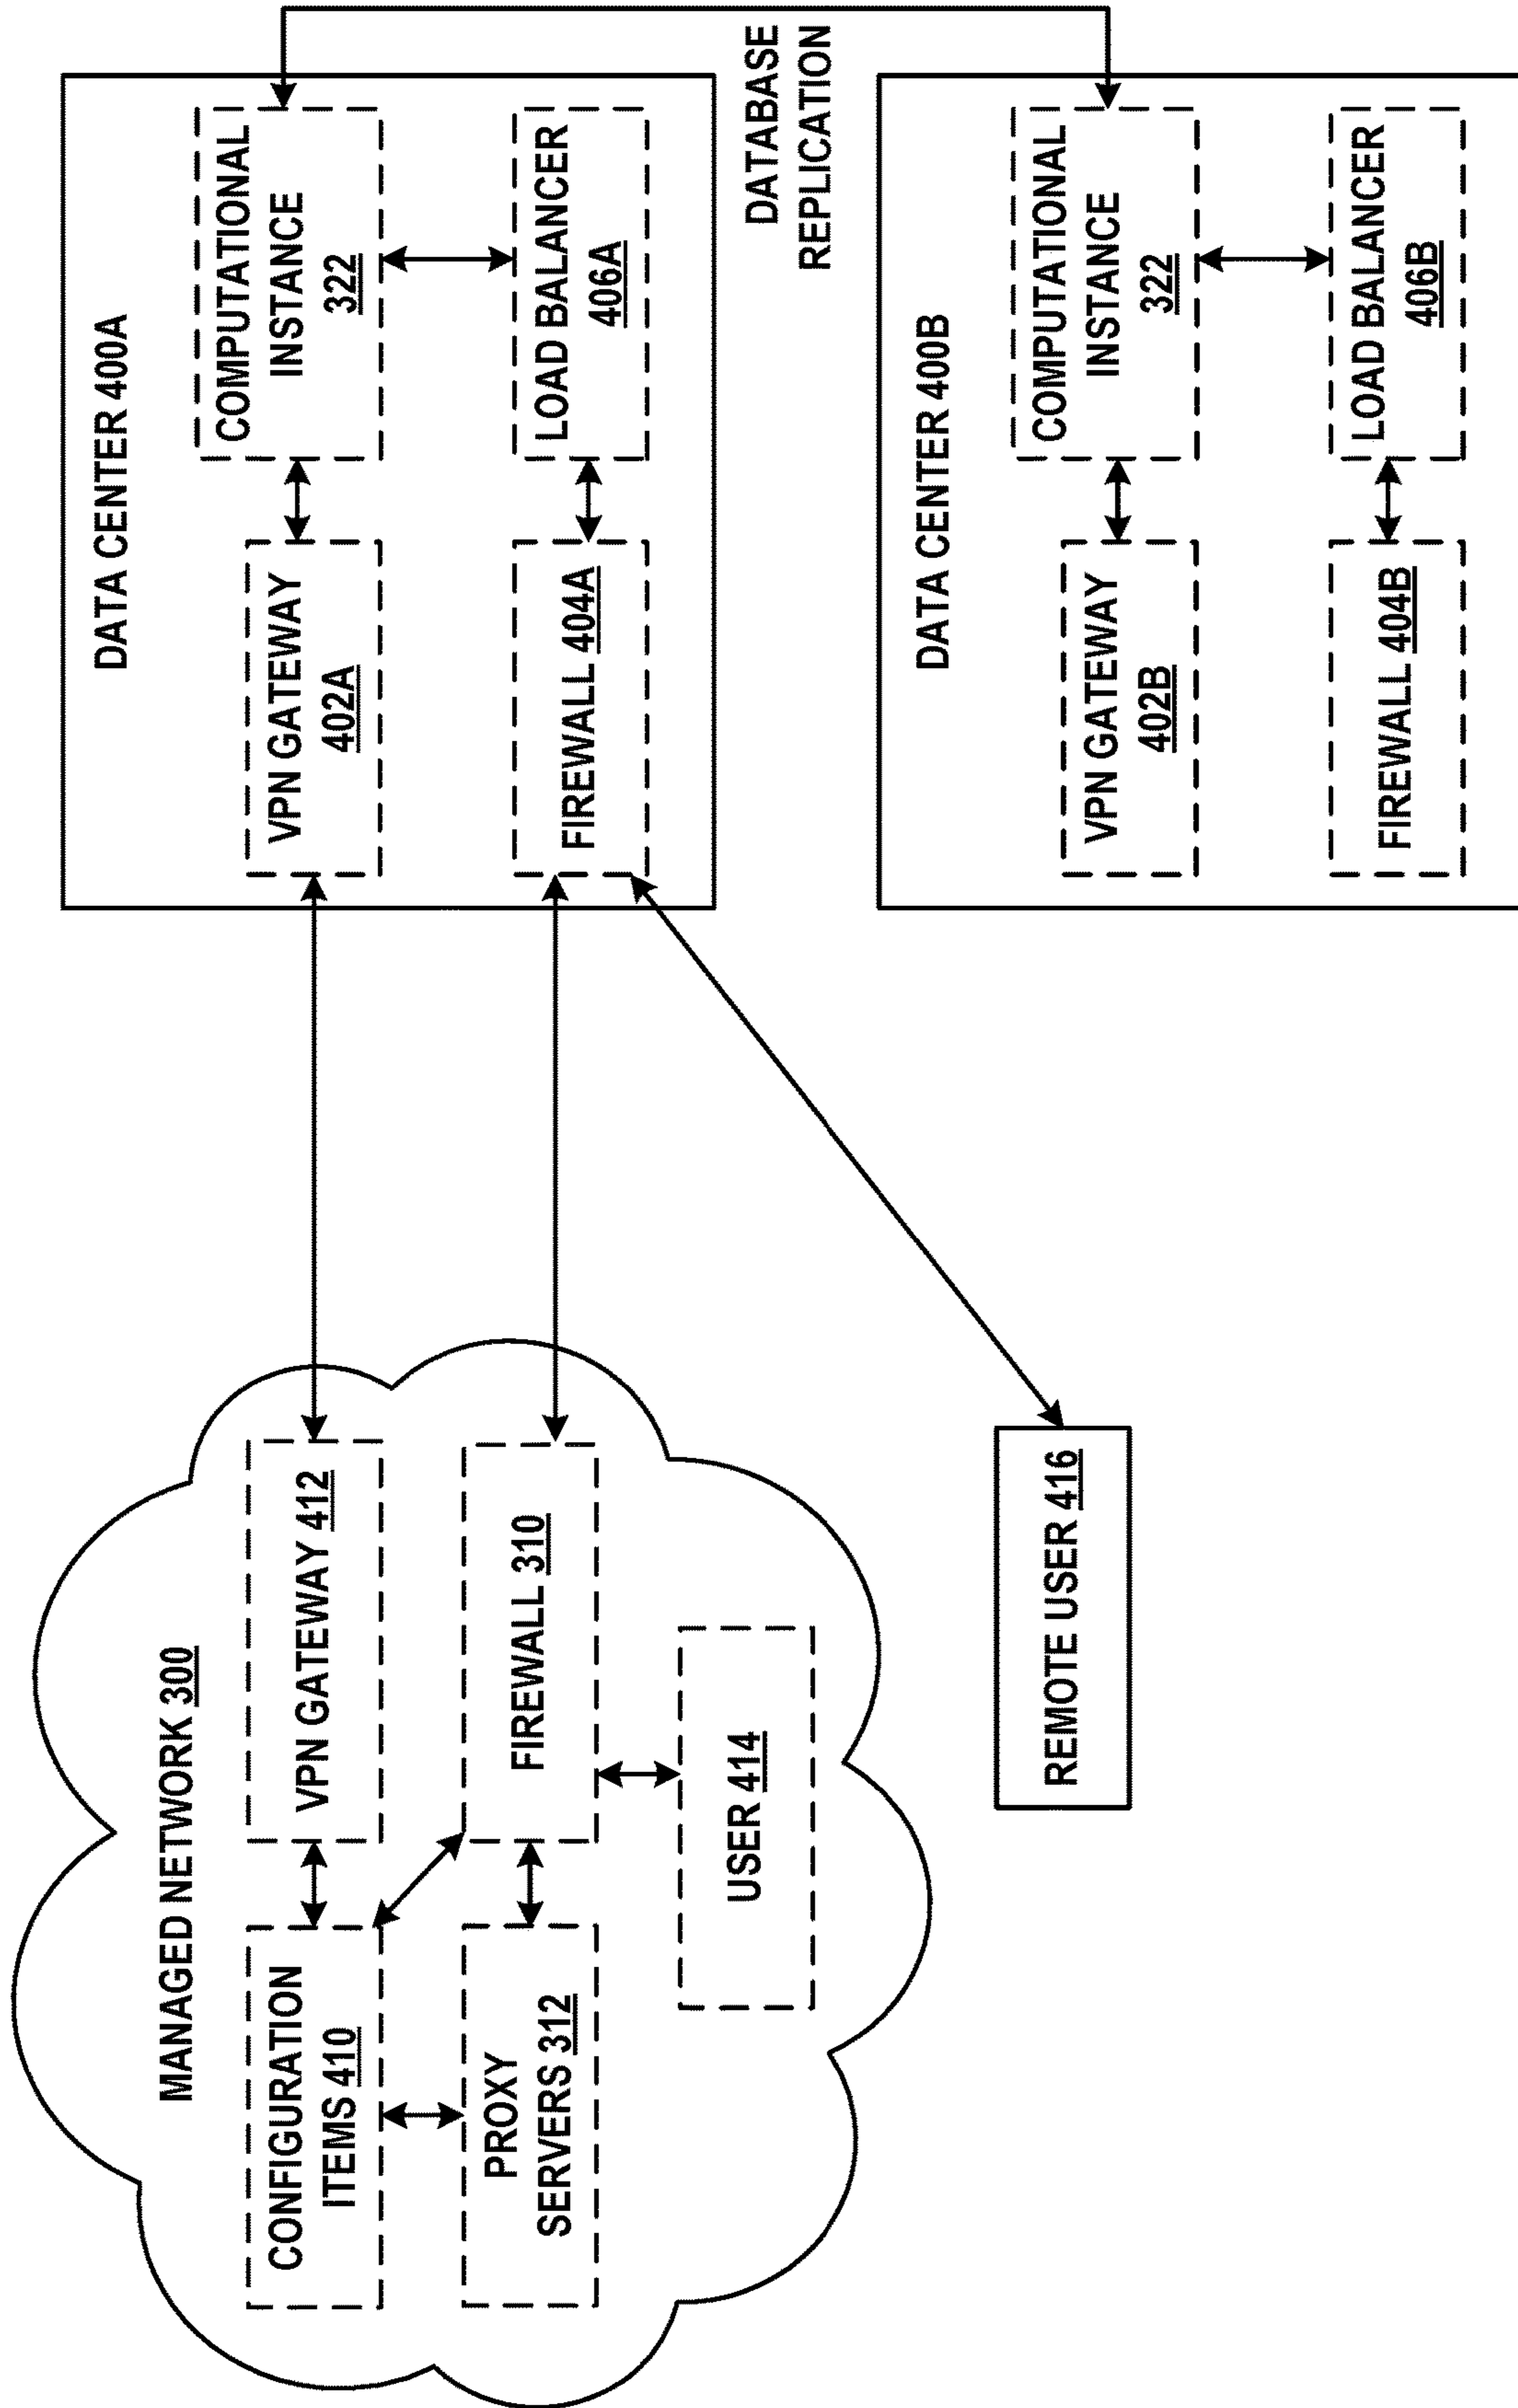 MANAGED NETWORK 300
CONFIGURATION
ITEMS 410
VPN GATEWAY 412
PROXY
SERVERS 312
FIREWALL 310
USER 414
REMOTE USER 416
DATA CENTER 400A
VPN GATEWAY
402A
COMPUTATIONAL
INSTANCE
322
FIREWALL 404A
LOAD BALANCER
406A
DATABASE
REPLICATION
DATA CENTER 400B
VPN GATEWAY
402B
COMPUTATIONAL
INSTANCE
322
FIREWALL 404B
LOAD BALANCER
406B